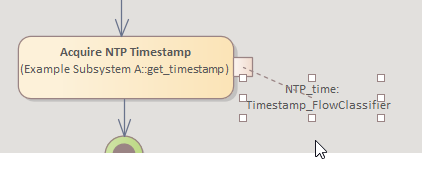 Acquire NTP Timestamp
(Example Subsystem A::get_timestamp)
NTP_time:
Timestamp_FlowClassifier